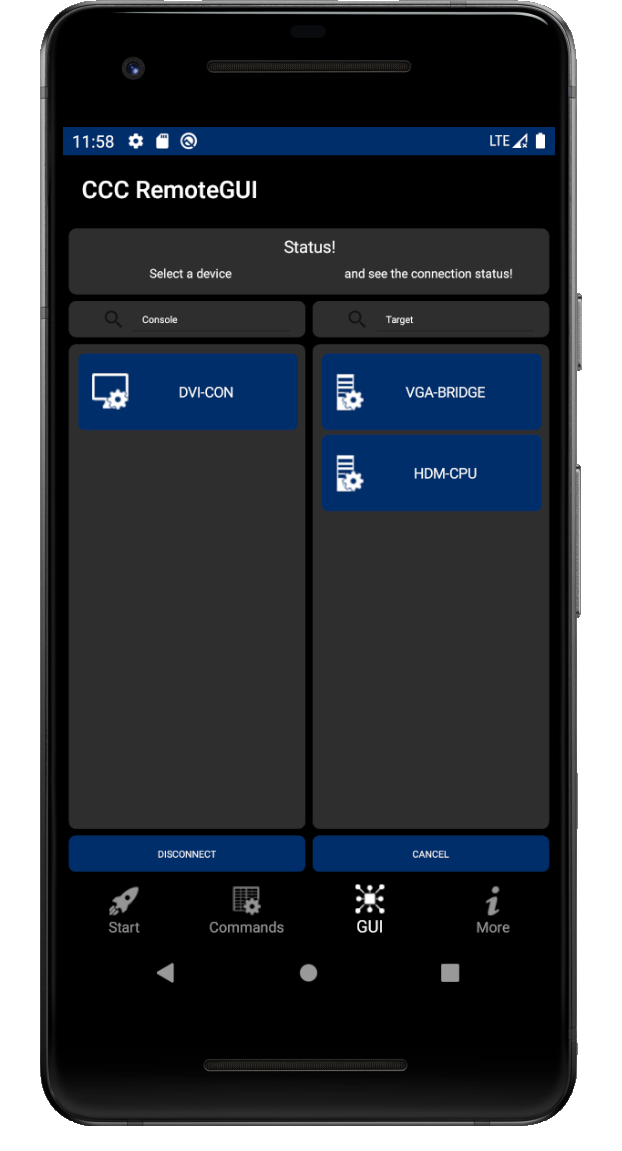 11:58 LTE
CCC RemoteGUI
Status!
Select a device and see the connection status!
Console Target
DVI-CON VGA-BRIDGE
HDM-CPU
DISCONNECT CANCEL
Start Commands GUI More